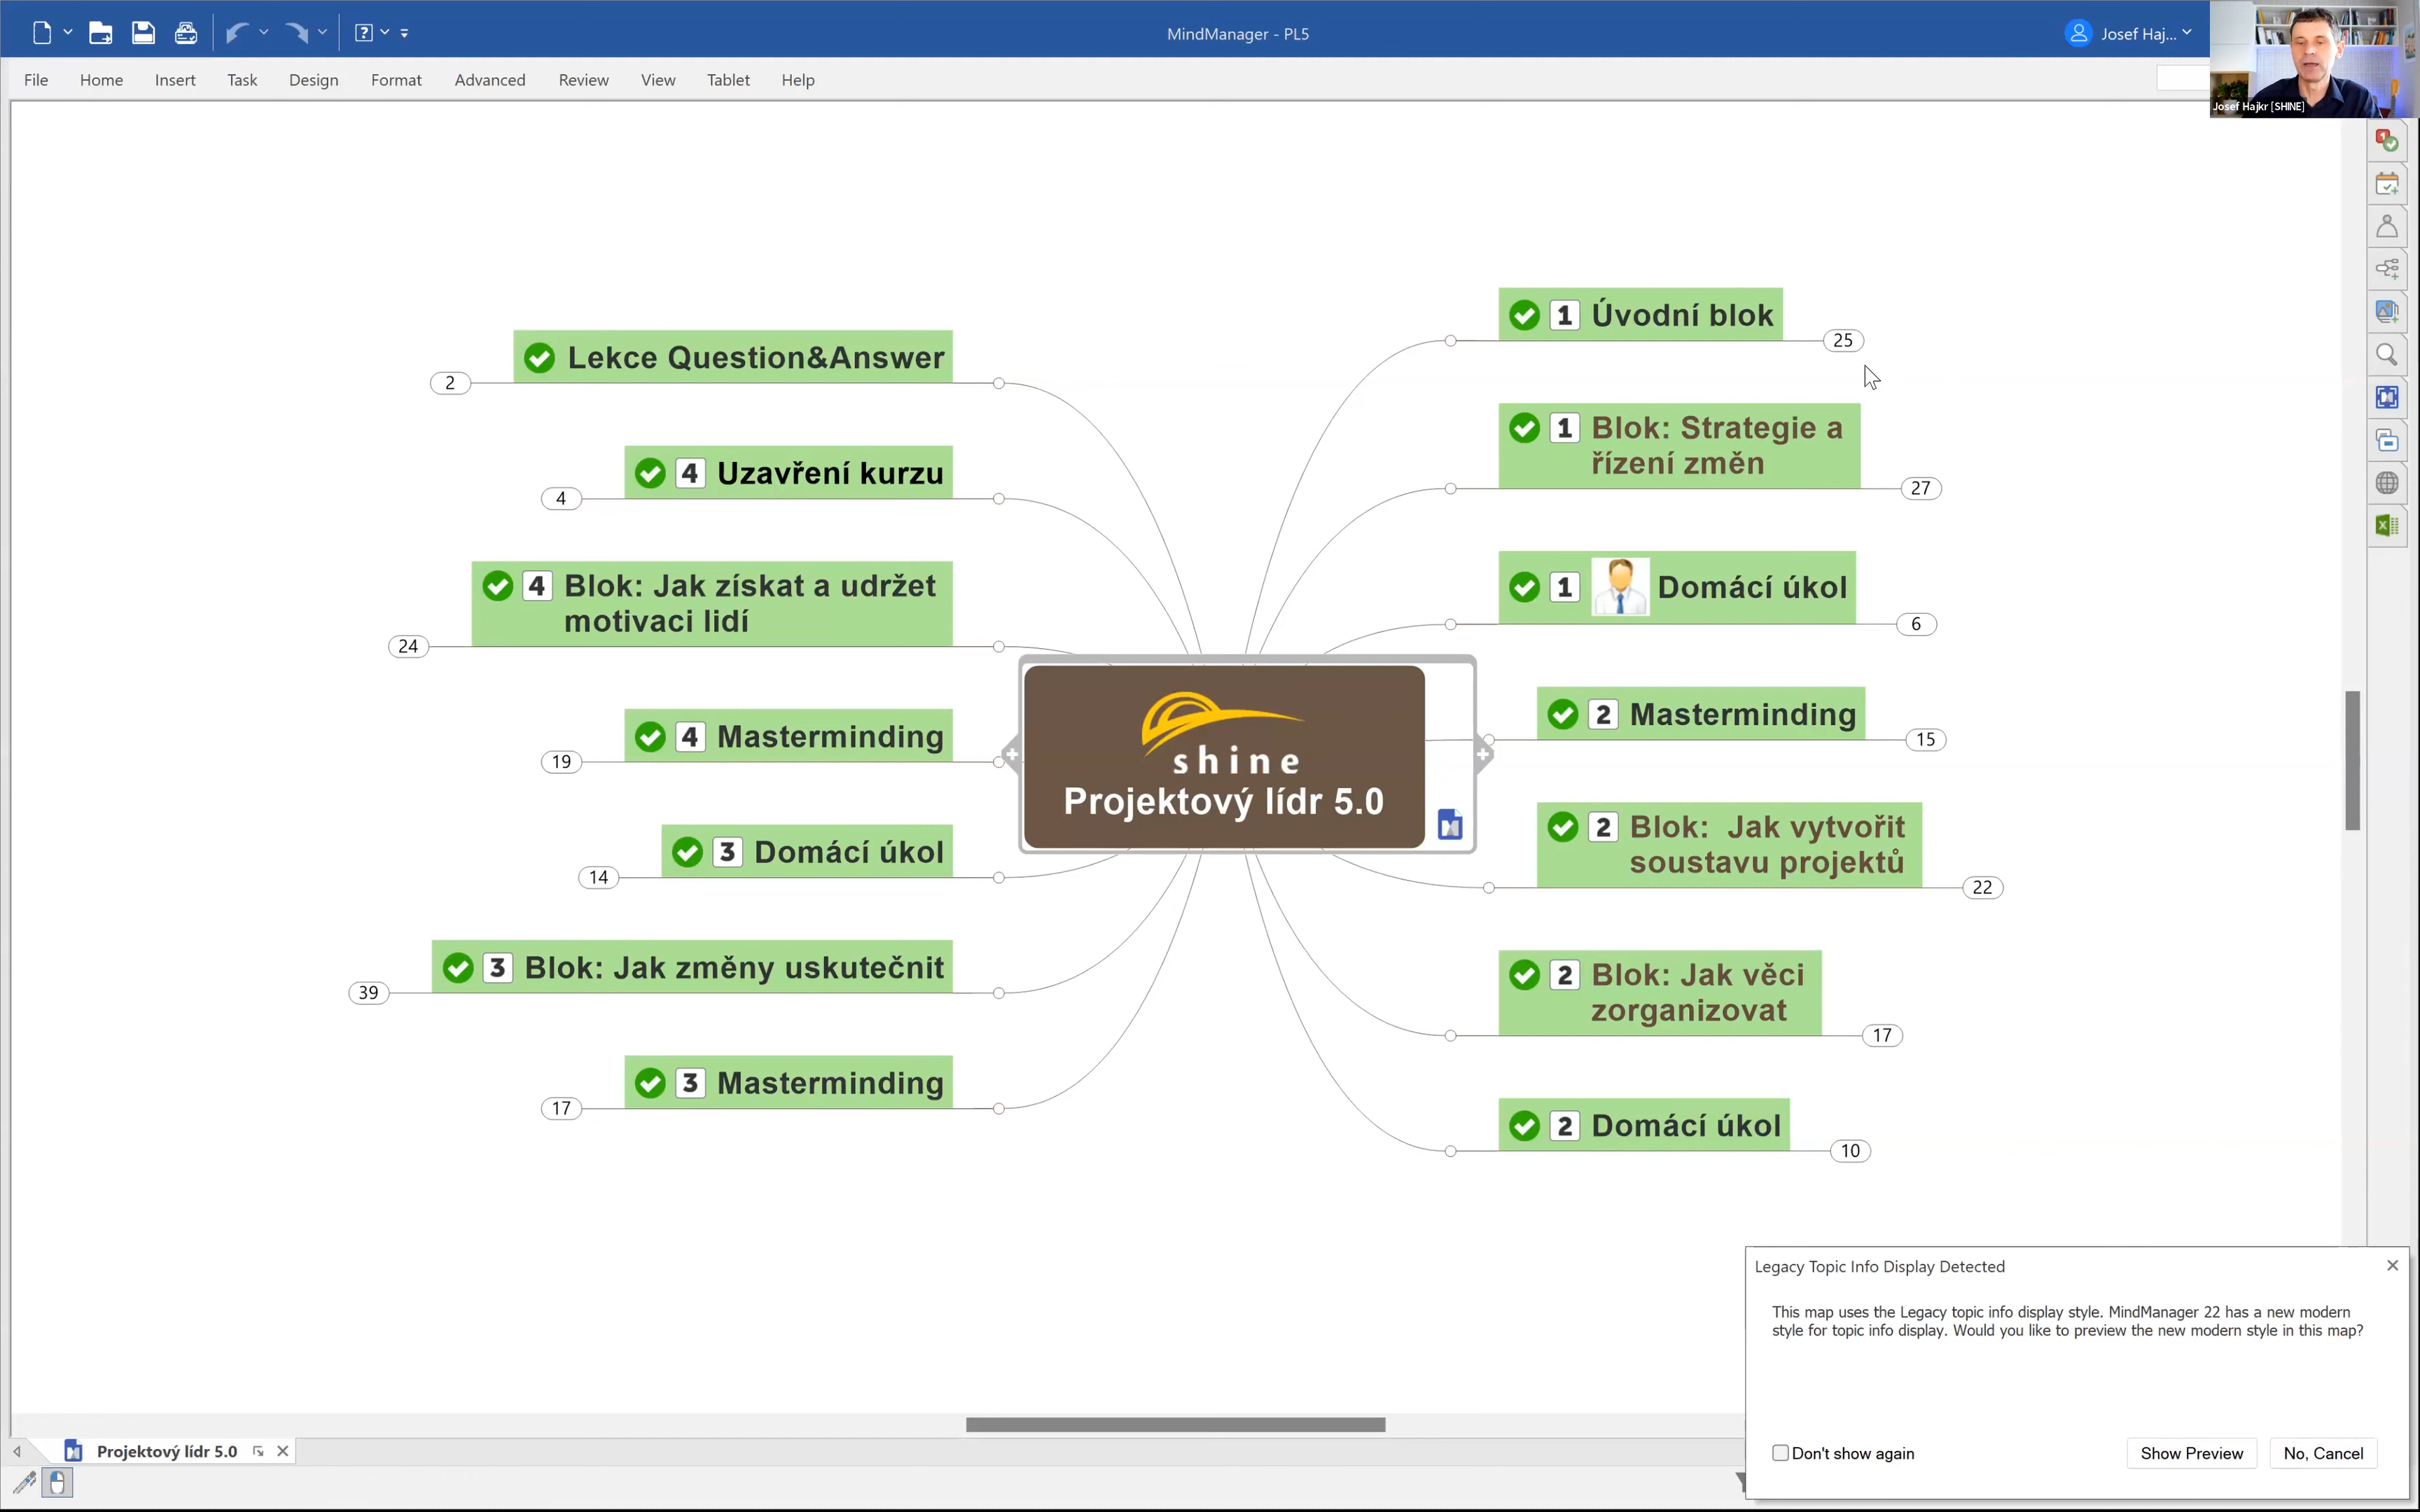 MindManager - PL5
Josef Haj...
File Home Insert Task Design Format Advanced Review View Tablet Help
Josef Hajkr [SHINE]
Lekce Question&Answer
2
4 Uzavření kurzu
4
4 Blok: Jak získat a udržet
motivaci lidí
24
4 Masterminding
19
3 Domácí úkol
14
3 Blok: Jak změny uskutečnit
39
3 Masterminding
17
shine
Projektový lídr 5.0
1 Úvodní blok
25
1 Blok: Strategie a
řízení změn
27
1 Domácí úkol
6
2 Masterminding
15
2 Blok: Jak vytvořit
soustavu projektů
22
2 Blok: Jak věci
zorganizovat
17
2 Domácí úkol
10
Legacy Topic Info Display Detected
This map uses the Legacy topic info display style. MindManager 22 has a new modern
style for topic info display. Would you like to preview the new modern style in this map?
Don't show again
Show Preview
No, Cancel
Projektový lídr 5.0